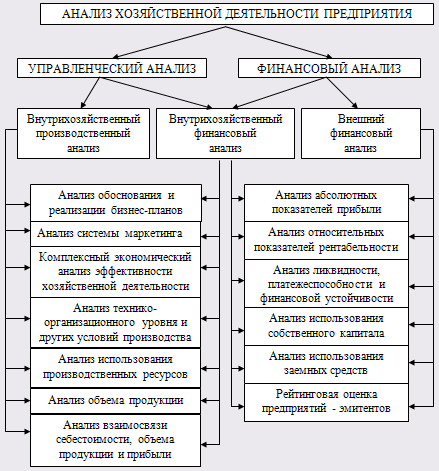 АНАЛИЗ ХОЗЯЙСТВЕННОЙ ДЕЯТЕЛЬНОСТИ ПРЕДПРИЯТИЯ
УПРАВЛЕНЧЕСКИЙ АНАЛИЗ
ФИНАНСОВЫЙ АНАЛИЗ
Внутрихозяйственный
производственный
анализ
Внутрихозяйственный
финансовый
анализ
Внешний
финансовый
анализ
Анализ обоснования и
реализации бизнес-планов
Анализ системы маркетинга
Комплексный экономический
анализ эффективности
хозяйственной деятельности
Анализ технико-
организационного уровня и
других условий производства
Анализ использования
производственных ресурсов
Анализ объема продукции
Анализ взаимосвязи
себестоимости, объема
продукции и прибыли
Анализ абсолютных
показателей прибыли
Анализ относительных
показателей рентабельности
Анализ ликвидности,
платежеспособности и
финансовой устойчивости
Анализ использования
собственного капитала
Анализ использования
заемных средств
Рейтинговая оценка
предприятий - эмитентов